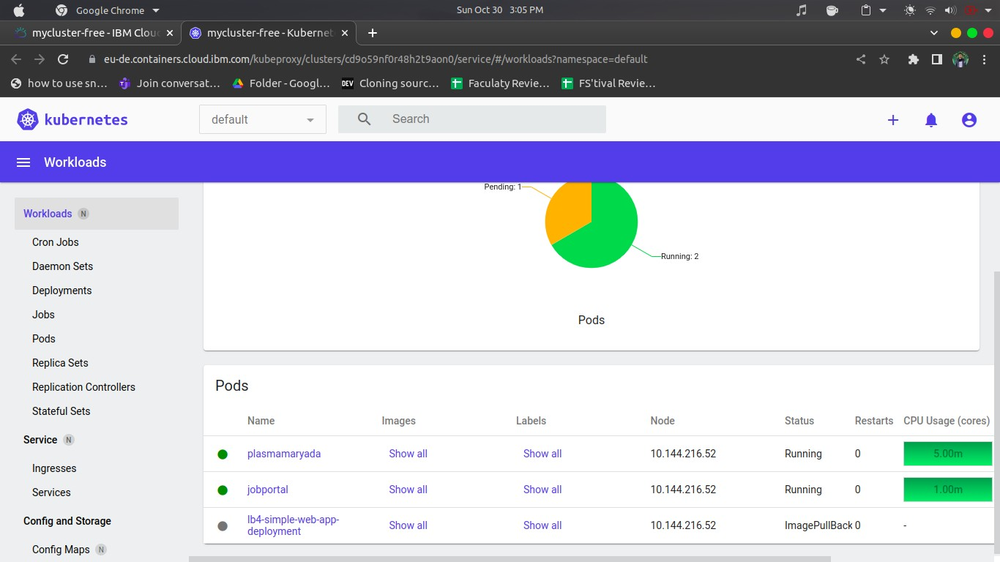 Google Chrome
Sun Oct 30 3:05 PM
mycluster-free - IBM Clou
mycluster-free - Kubernet
eu-de.containers.cloud.ibm.com/kubeproxy/clusters/cd9o59nf0r48h2t9aon0/service/#/workloads?namespace=default
how to use sn...
Join conversat...
Folder - Googl...
DEV Cloning sourc...
Faculaty Revie...
FS'tival Revie...
kubernetes
default
Search
Workloads
Workloads N
Cron Jobs
Daemon Sets
Deployments
Jobs
Pods
Replica Sets
Replication Controllers
Stateful Sets
Service N
Ingresses
Services
Config and Storage
Config Maps N
Pending: 1
Running: 2
Pods
Pods
Name Images Labels Node Status Restarts CPU Usage (cores)
plasmamaryada Show all Show all 10.144.216.52 Running 0 5.00m
jobportal Show all Show all 10.144.216.52 Running 0 1.00m
lb4-simple-web-app-
deployment Show all Show all 10.144.216.52 ImagePullBack 0 -